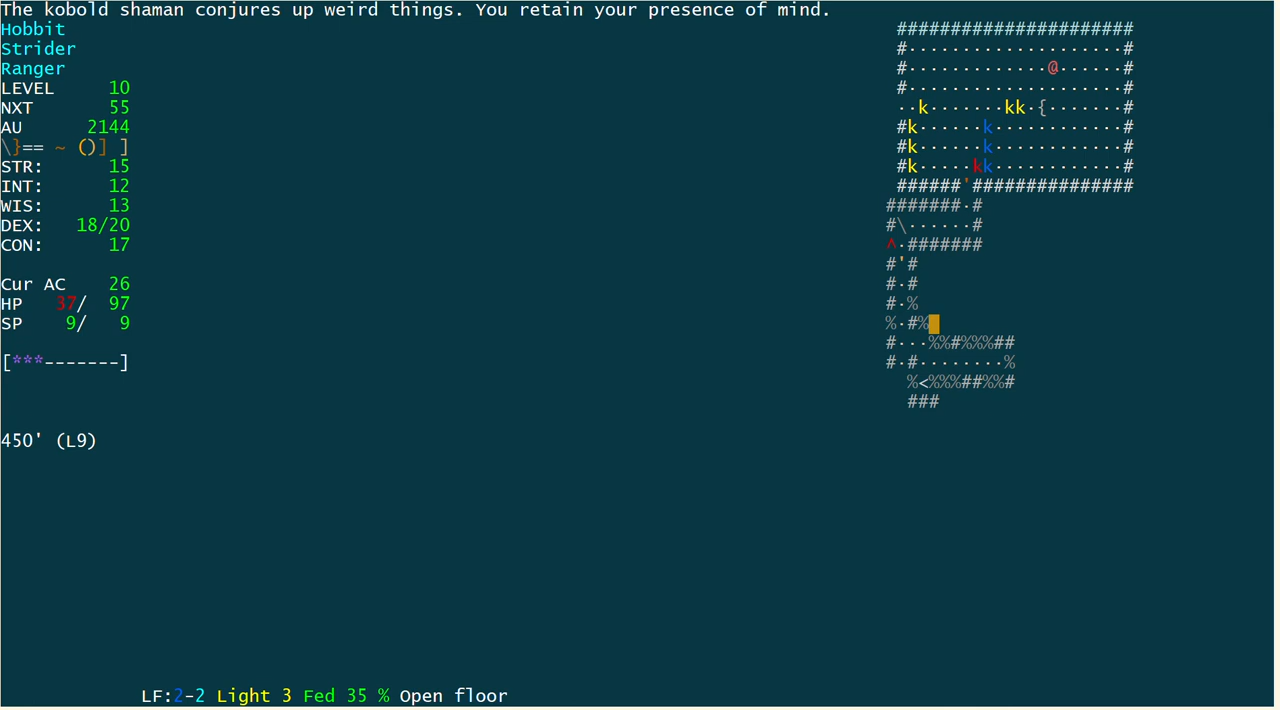 The kobold shaman conjures up weird things. You retain your presence of mind.
Hobbit ######################
Strider #····················#
Ranger #·············@······#
LEVEL 10 #····················#
NXT 55 ··k·······kk·{·······#
AU 2144 #k······k············#
\}== ~ ()] ] #k······k············#
STR: 15 #k·····kk············#
INT: 12 ######'###############
WIS: 13 #######·#
DEX: 18/20 #\······#
CON: 17 ^·#######
#'#
Cur AC 26 #·#
HP 37/ 97 #·%
SP 9/ 9 %·#%
#···%%#%%%##
[***-------] #·#········%
%<%%%##%%#
###
450' (L9)
LF:2-2 Light 3 Fed 35 % Open floor